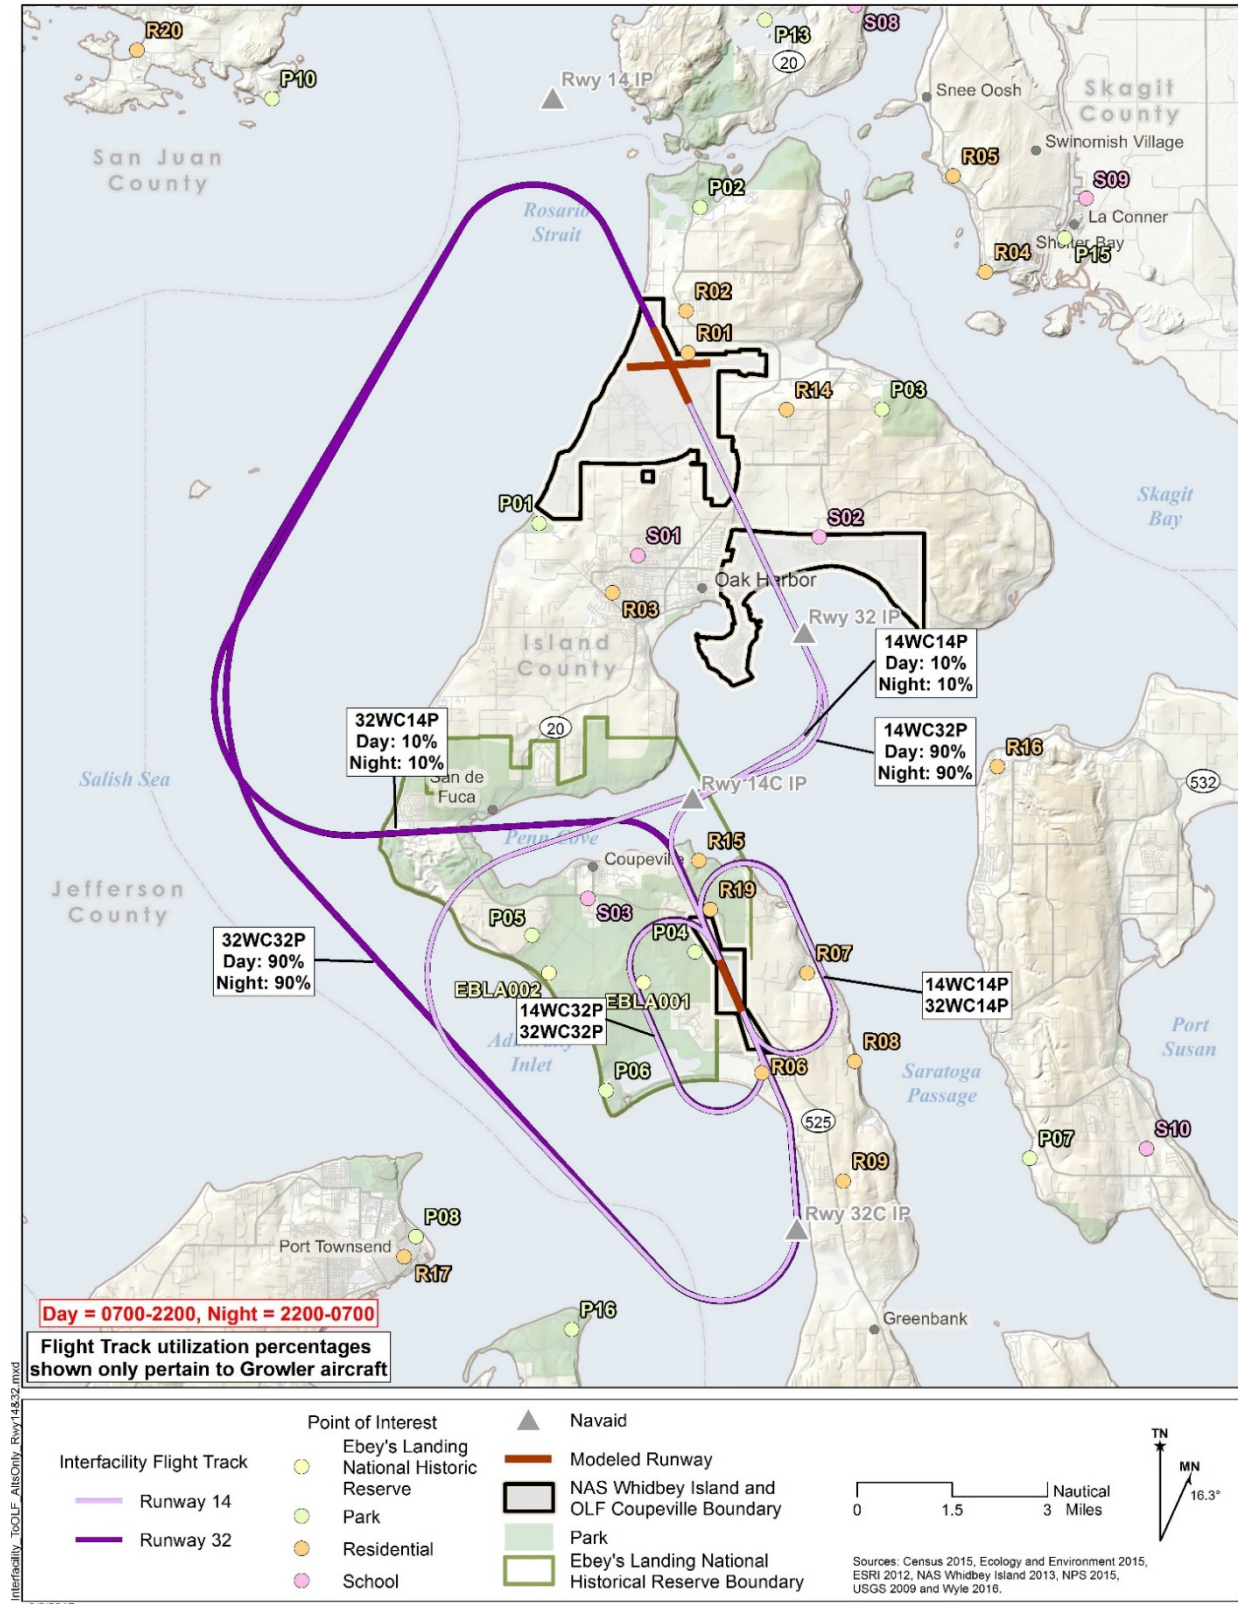 R20
P10
Rwy 14 IP
P13
20
S08
Snee Oosh
Skagit
County
Swinomish Village
San Juan
County
R05
S09
La Conner
Shelter Bay
P15
R04
P02
Rosario
Strait
R02
R01
R14
P03
Skagit
Bay
P01
S01
S02
Oak Harbor
R03
Rwy 32 IP
Island
County
14WC14P
Day: 10%
Night: 10%
32WC14P
Day: 10%
Night: 10%
20
14WC32P
Day: 90%
Night: 90%
R16
532
Salish Sea
San de
Fuca
Rwy 14C IP
Penn Cove
Coupeville
R15
Jefferson
County
S03
R19
P05
P04
R07
32WC32P
Day: 90%
Night: 90%
EBLA002
EBLA001
14WC32P
32WC32P
14WC14P
32WC14P
Admiralty
Inlet
Port
Susan
R08
Saratoga
Passage
P06
R06
525
P07
S10
R09
Rwy 32C IP
P08
Port Townsend
R17
P16
Greenbank
Day = 0700-2200, Night = 2200-0700
Flight Track utilization percentages
shown only pertain to Growler aircraft
Interfacility_ToOLF_AltsOnly_Rwy14&32.mxd
Interfacility Flight Track
Runway 14
Runway 32
Point of Interest
Ebey's Landing
National Historic
Reserve
Park
Residential
School
Navaid
Modeled Runway
NAS Whidbey Island and
OLF Coupeville Boundary
Park
Ebey's Landing National
Historical Reserve Boundary
Nautical
Miles
0 1.5 3
TN
MN
16.3°
Sources: Census 2015, Ecology and Environment 2015,
ESRI 2012, NAS Whidbey Island 2013, NPS 2015,
USGS 2009 and Wyle 2016.